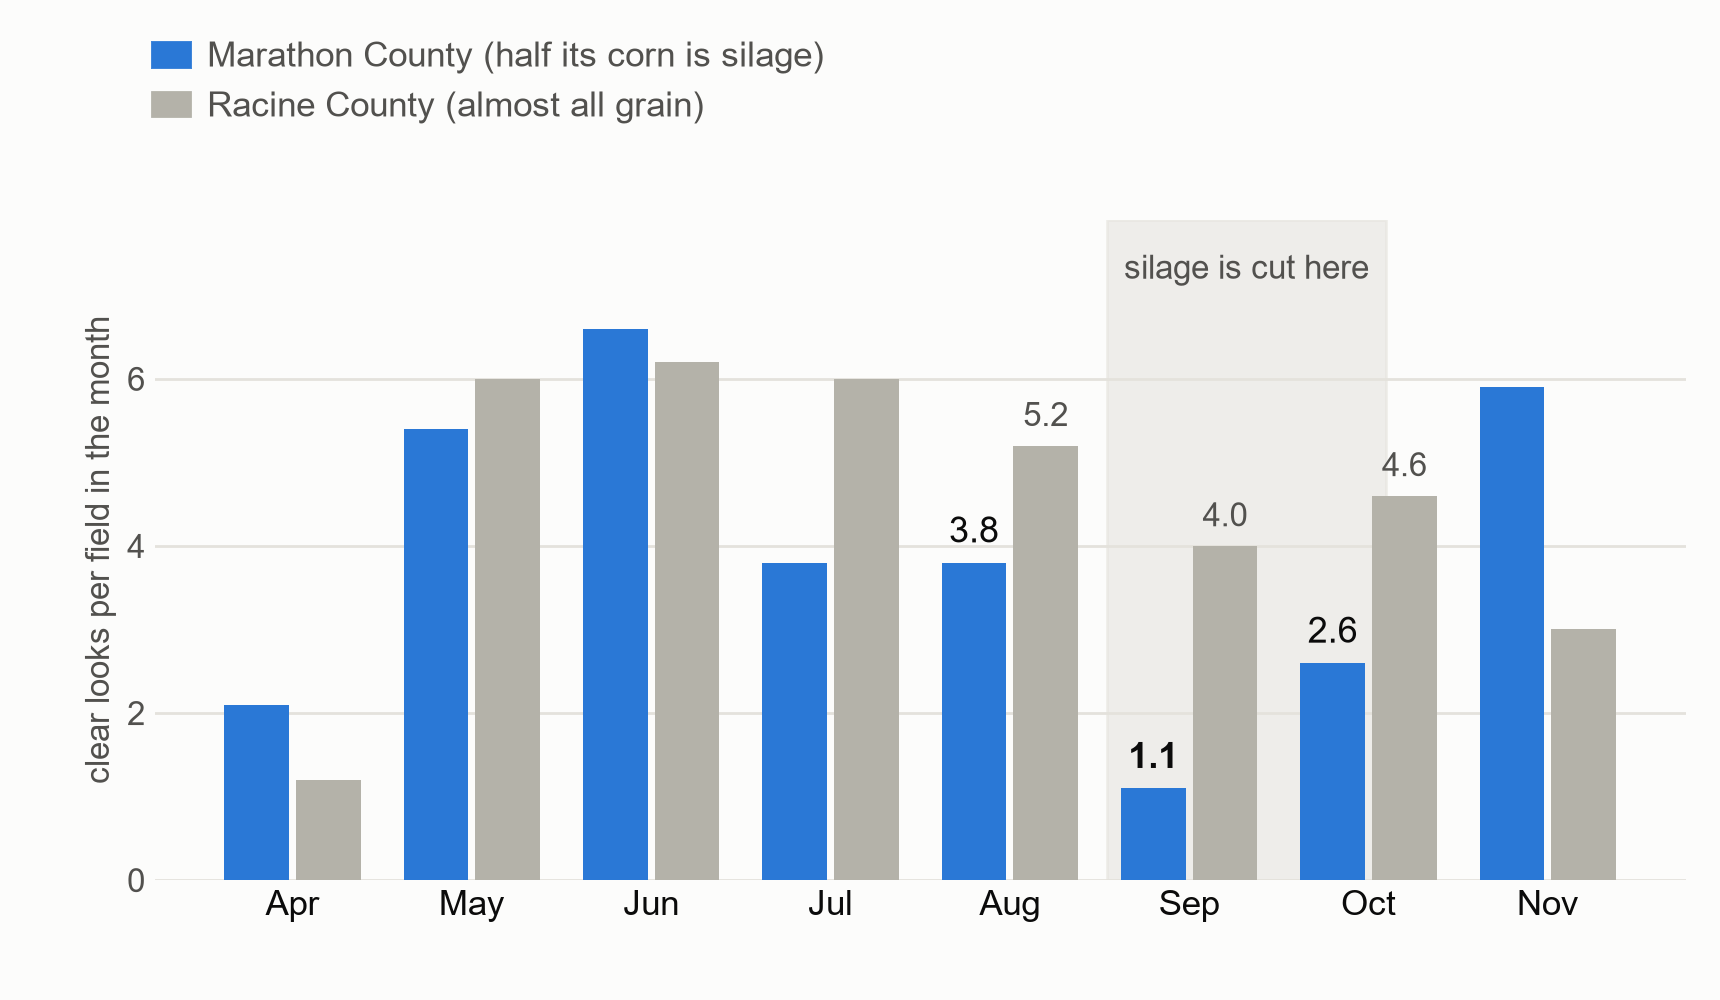 Marathon County (half its corn is silage)
Racine County (almost all grain)
silage is cut here
clear looks per field in the month
6
4
2
0
5.2
3.8
4.6
4.0
2.6
1.1
Apr
May
Jun
Jul
Aug
Sep
Oct
Nov